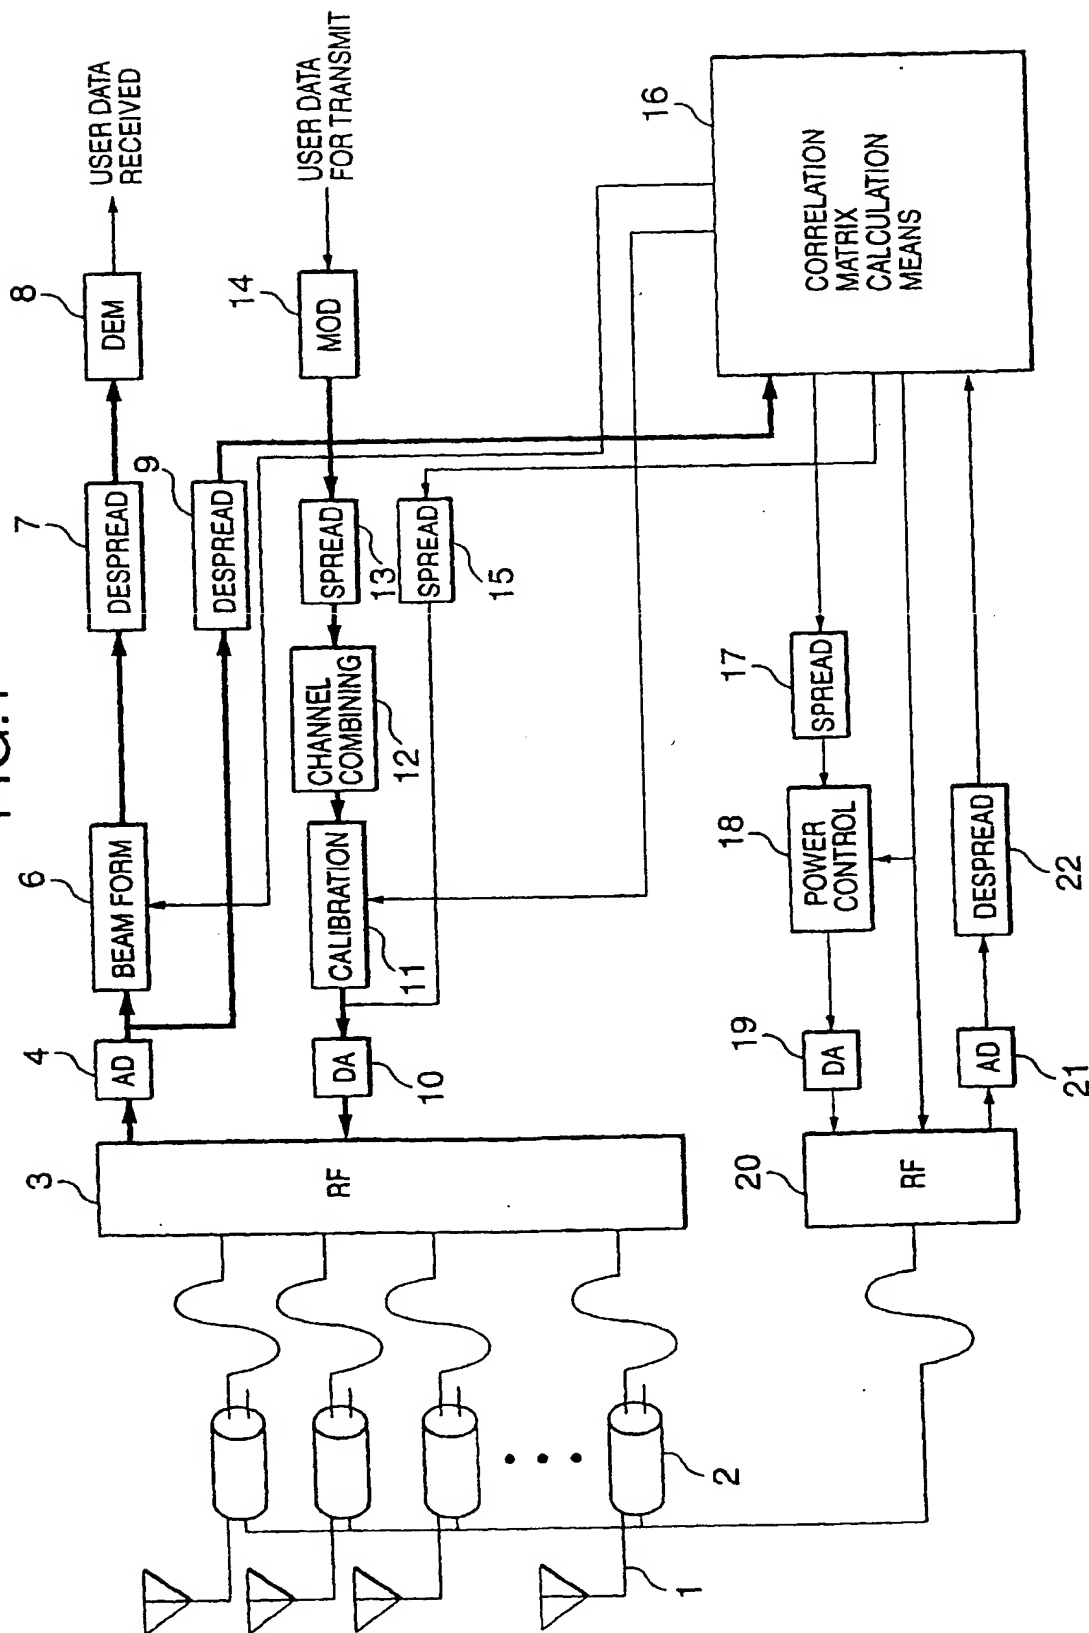 3
4
6
7
8
AD
BEAM FORM
DESPREAD
DEM
USER DATA
RECEIVED
9
DESPREAD
14
RF
DA
10
CALIBRATION
11
CHANNEL
COMBINING
12
SPREAD
13
MOD
USER DATA
FOR TRANSMIT
SPREAD
15
1
2
16
CORRELATION
MATRIX
CALCULATION
MEANS
17
SPREAD
18
POWER
CONTROL
19
DA
20
RF
AD
21
DESPREAD
22